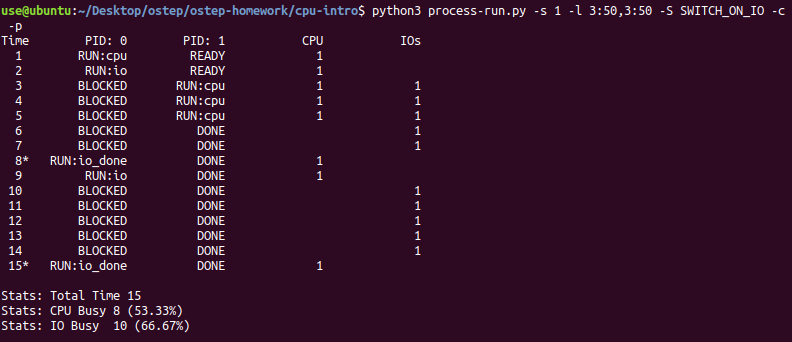 use@ubuntu:~/Desktop/ostep/ostep-homework/cpu-intro$ python3 process-run.py -s 1 -l 3:50,3:50 -S SWITCH_ON_IO -c
-p
Time PID: 0 PID: 1 CPU IOs
1 RUN:cpu READY 1
2 RUN:io READY 1
3 BLOCKED RUN:cpu 1 1
4 BLOCKED RUN:cpu 1 1
5 BLOCKED RUN:cpu 1 1
6 BLOCKED DONE 1
7 BLOCKED DONE 1
8* RUN:io_done DONE 1
9 RUN:io DONE 1
10 BLOCKED DONE 1
11 BLOCKED DONE 1
12 BLOCKED DONE 1
13 BLOCKED DONE 1
14 BLOCKED DONE 1
15* RUN:io_done DONE 1
Stats: Total Time 15
Stats: CPU Busy 8 (53.33%)
Stats: IO Busy  10 (66.67%)